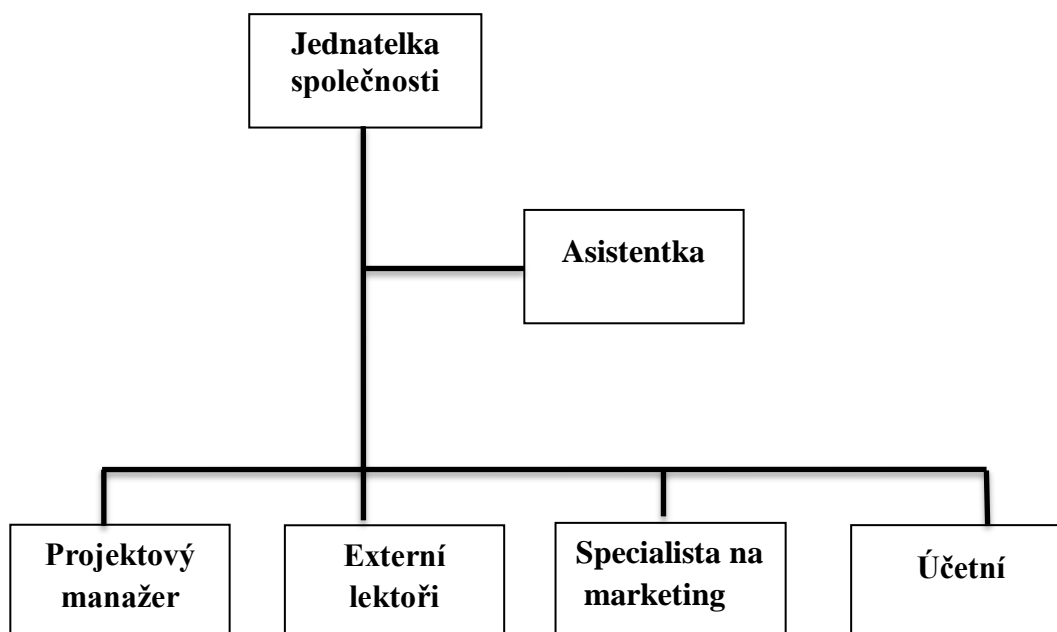 Jednatelka
společnosti
Asistentka
Projektový
manažer
Externí
lektoři
Specialista na
marketing
Účetní